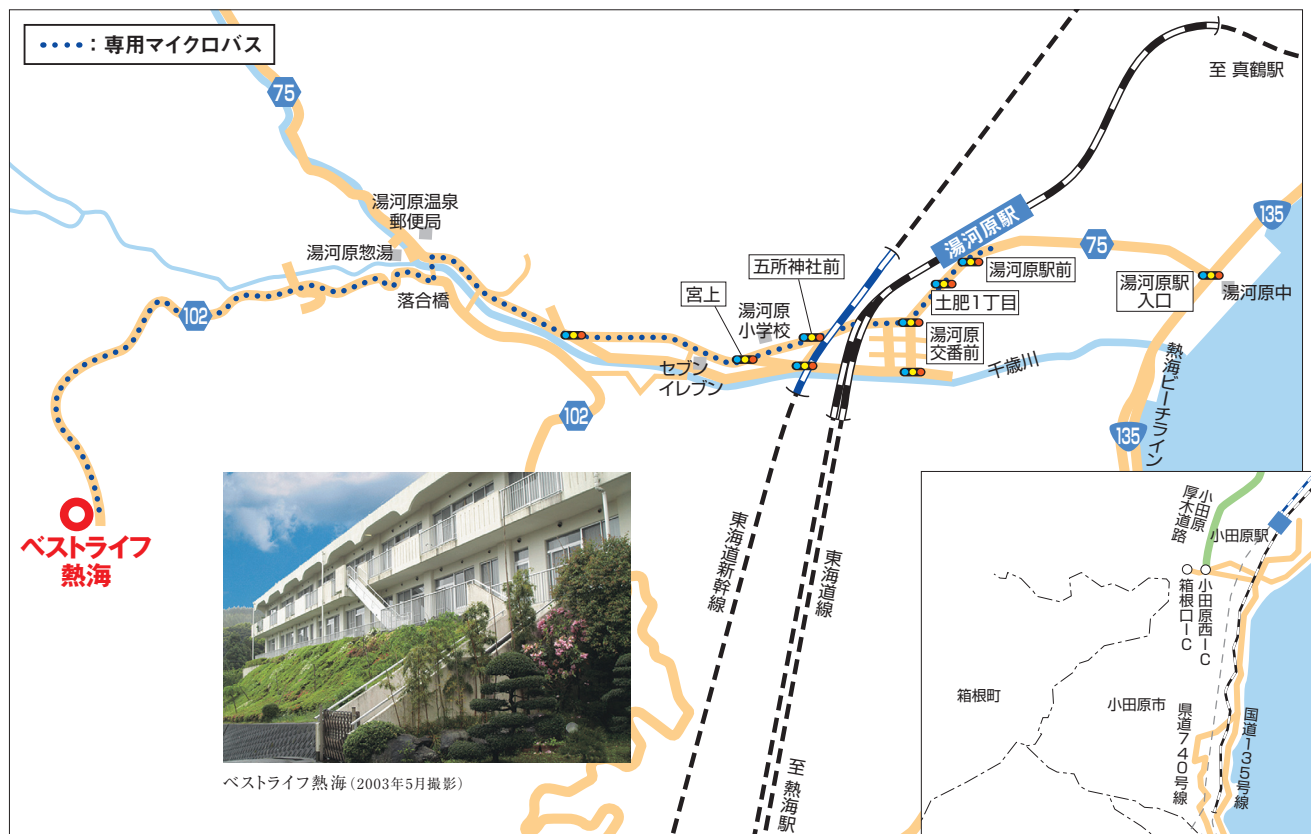 ・・・・：専用マイクロバス
至 真鶴駅
75
湯河原温泉
郵便局
湯河原惣湯
落合橋
102
宮上
五所神社前
湯河原
小学校
セブン
イレブン
湯河原駅
湯河原駅前
土肥1丁目
湯河原
交番前
75
135
湯河原駅
入口
湯河原中
千歳川
熱海ビーチライン
135
102
ベストライフ
熱海
東海道新幹線
東海道線
至 熱海駅
ベストライフ熱海（2003年5月撮影）
小田原
厚木道路
小田原駅
小田原西IC
箱根口IC
箱根町
小田原市
県道740号線
国道135号線